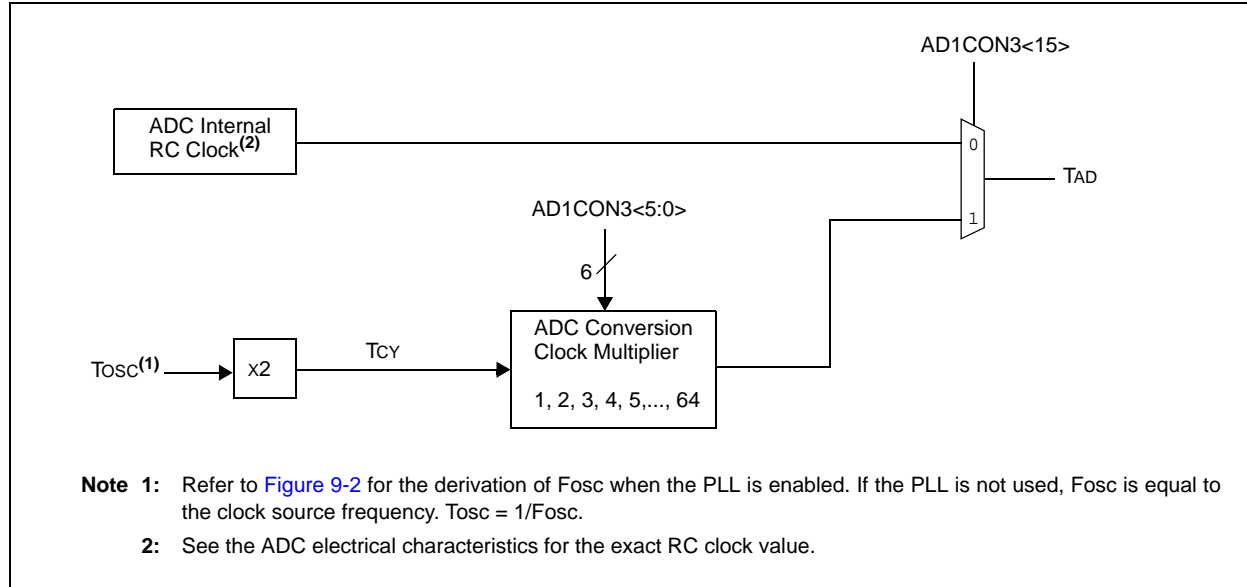 AD1CON3<15>
ADC Internal
RC Clock(2)
0
TAD
AD1CON3<5:0>
1
6
ADC Conversion
Clock Multiplier
TOSC(1)
X2
TCY
1, 2, 3, 4, 5,..., 64
Note 1: Refer to Figure 9-2 for the derivation of Fosc when the PLL is enabled. If the PLL is not used, Fosc is equal to
the clock source frequency. Tosc = 1/Fosc.
2: See the ADC electrical characteristics for the exact RC clock value.